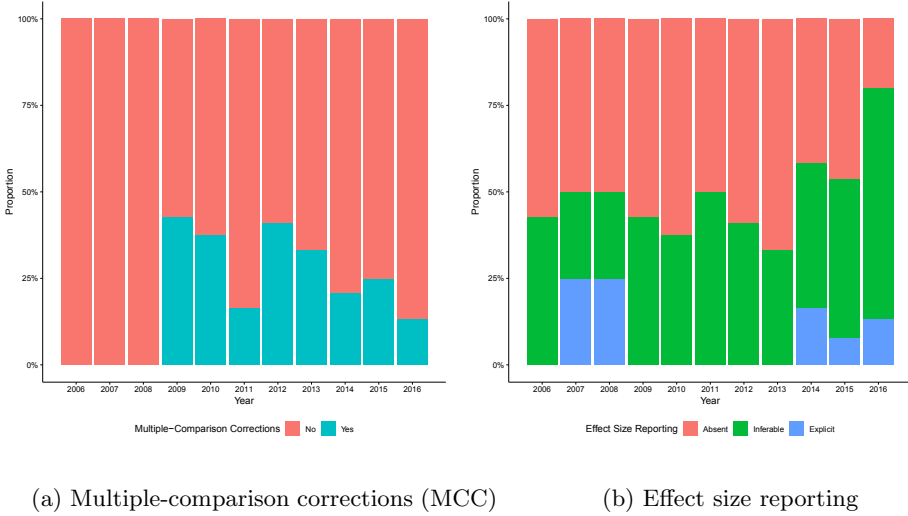 100%
75%
50%
25%
0%
Proportion
2006 2007 2008 2009 2010 2011 2012 2013 2014 2015 2016
Year
Multiple−Comparison Corrections No Yes
(a) Multiple-comparison corrections (MCC)
100%
75%
50%
25%
0%
Proportion
2006 2007 2008 2009 2010 2011 2012 2013 2014 2015 2016
Year
Effect Size Reporting Absent Inferable Explicit
(b) Effect size reporting